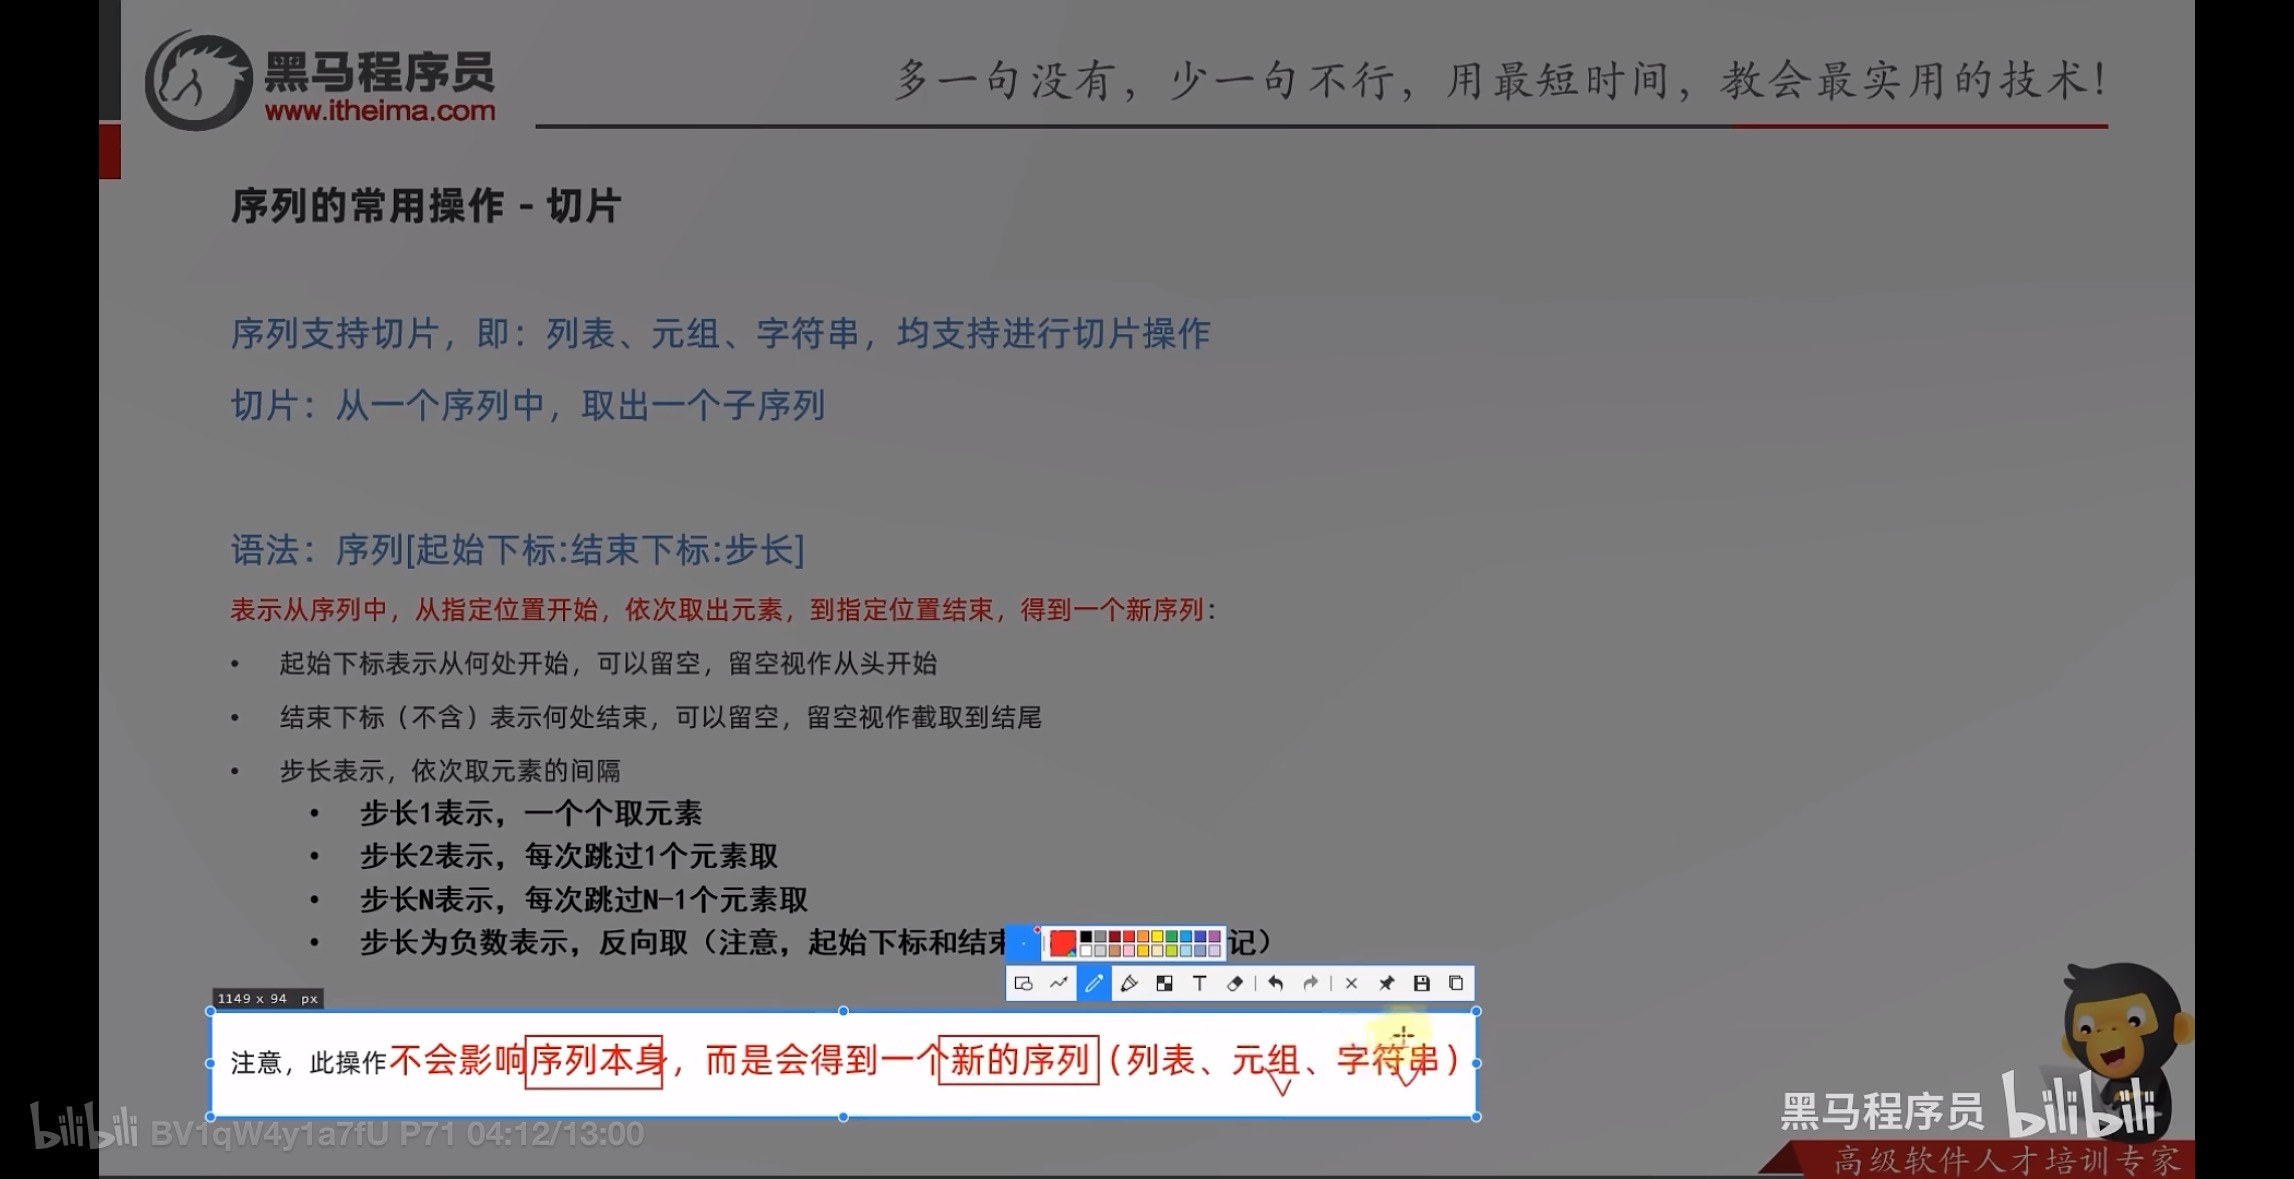 黑马程序员
www.itheima.com
多一句没有，少一句不行，用最短时间，教会最实用的技术！
序列的常用操作 - 切片
序列支持切片，即：列表、元组、字符串，均支持进行切片操作
切片：从一个序列中，取出一个子序列
语法：序列[起始下标:结束下标:步长]
表示从序列中，从指定位置开始，依次取出元素，到指定位置结束，得到一个新序列：
• 起始下标表示从何处开始，可以留空，留空视作从头开始
• 结束下标（不含）表示何处结束，可以留空，留空视作截取到结尾
• 步长表示，依次取元素的间隔
• 步长1表示，一个个取元素
• 步长2表示，每次跳过1个元素取
• 步长N表示，每次跳过N-1个元素取
• 步长为负数表示，反向取（注意，起始下标和结束 记）
1149 x 94 px
注意，此操作不会影响序列本身，而是会得到一个新的序列（列表、元组、字符串）
黑马程序员 bilibili
bilibili BV1qW4y1a7fU P71 04:12/13:00
高级软件人才培训专家